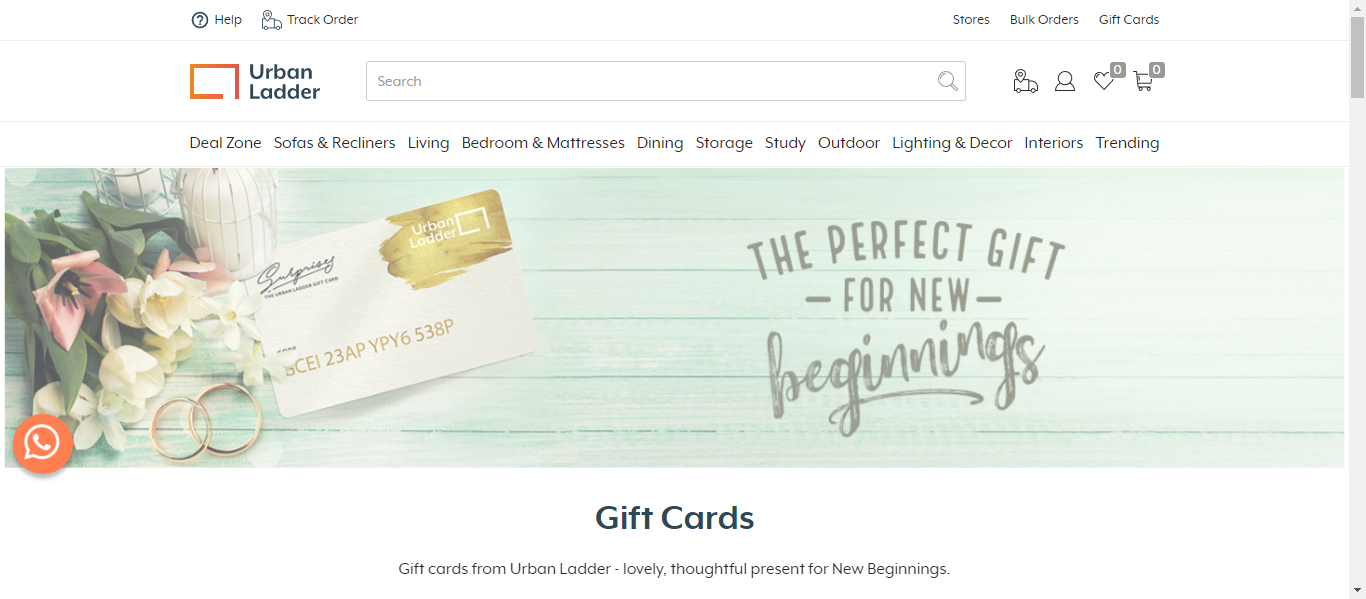 Help Track Order Stores Bulk Orders Gift Cards
Urban
Ladder
Search
0 0
Deal Zone Sofas & Recliners Living Bedroom & Mattresses Dining Storage Study Outdoor Lighting & Decor Interiors Trending
Urban
Ladder
Surprise
THE URBAN LADDER GIFT CARD
CODE
GCEI 23AP YPY6 538P
THE PERFECT GIFT
— FOR NEW —
beginnings
Gift Cards
Gift cards from Urban Ladder - lovely, thoughtful present for New Beginnings.